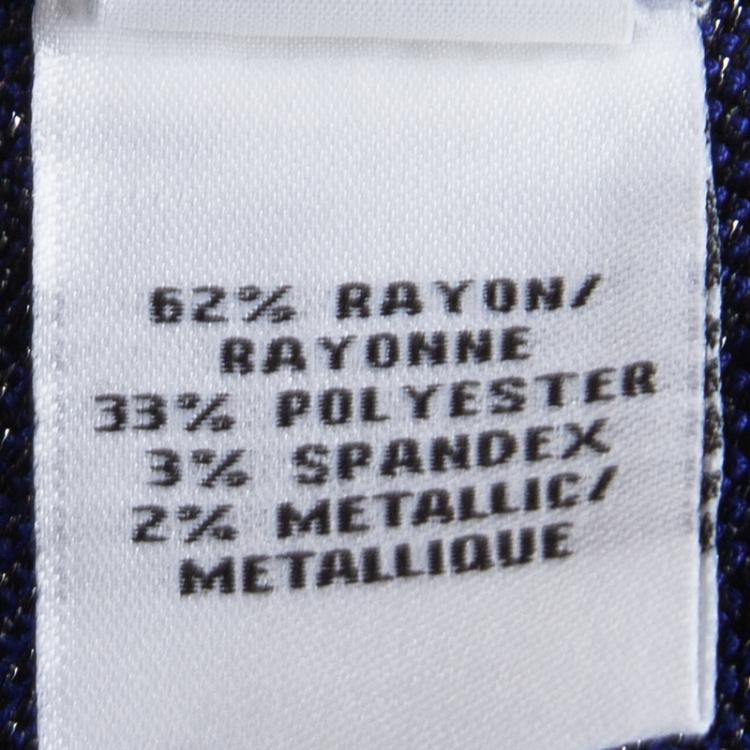 62% RAYON/
RAYONNE
33% POLYESTER
3% SPANDEX
2% METALLIC/
METALLIQUE